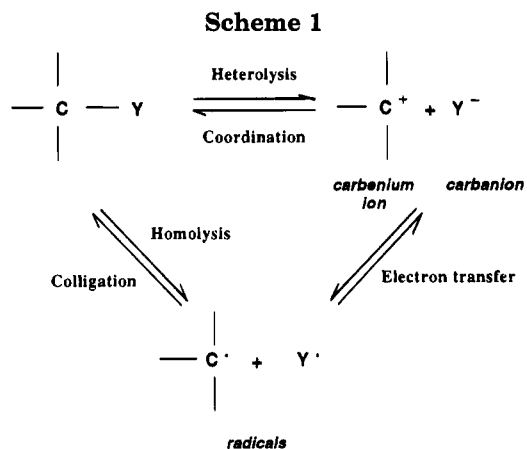 Scheme 1
Heterolysis
C — Y
C + + Y −
Coordination
carbenium ion
carbanion
Homolysis
Colligation
Electron transfer
C · + Y ·
radicals